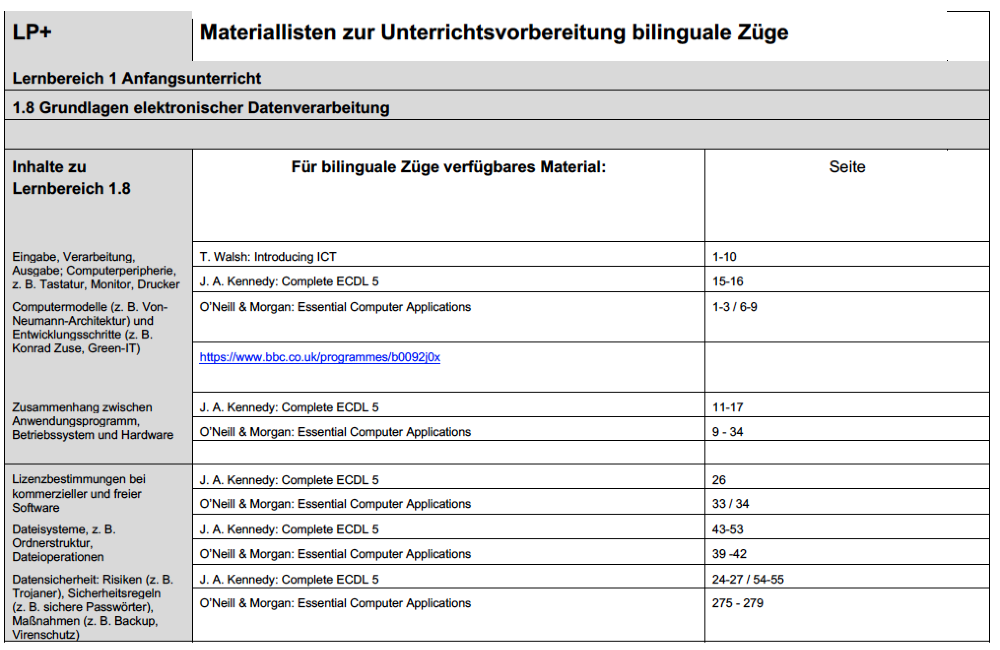 LP+
Materiallisten zur Unterrichtsvorbereitung bilinguale Züge
Lernbereich 1 Anfangsunterricht
1.8 Grundlagen elektronischer Datenverarbeitung
Inhalte zu
Lernbereich 1.8
Für bilinguale Züge verfügbares Material:
Seite
Eingabe, Verarbeitung,
Ausgabe; Computerperipherie,
z. B. Tastatur, Monitor, Drucker
T. Walsh: Introducing ICT
1-10
J. A. Kennedy: Complete ECDL 5
15-16
Computermodelle (z. B. Von-
Neumann-Architektur) und
Entwicklungsschritte (z. B.
Konrad Zuse, Green-IT)
O'Neill & Morgan: Essential Computer Applications
1-3 / 6-9
https://www.bbc.co.uk/programmes/b0092j0x
Zusammenhang zwischen
Anwendungsprogramm,
Betriebssystem und Hardware
J. A. Kennedy: Complete ECDL 5
11-17
O'Neill & Morgan: Essential Computer Applications
9 - 34
Lizenzbestimmungen bei
kommerzieller und freier
Software
J. A. Kennedy: Complete ECDL 5
26
O'Neill & Morgan: Essential Computer Applications
33 / 34
Dateisysteme, z. B.
Ordnerstruktur,
Dateioperationen
J. A. Kennedy: Complete ECDL 5
43-53
O'Neill & Morgan: Essential Computer Applications
39 -42
Datensicherheit: Risiken (z. B.
Trojaner), Sicherheitsregeln
(z. B. sichere Passwörter),
Maßnahmen (z. B. Backup,
Virenschutz)
J. A. Kennedy: Complete ECDL 5
24-27 / 54-55
O'Neill & Morgan: Essential Computer Applications
275 - 279